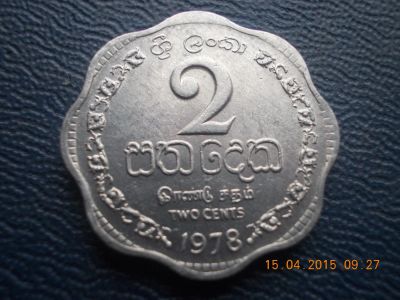 ශ්‍රී ලංකා
2
සත දෙක
இரண்டு சதம்
TWO CENTS
1978
15.04.2015 09:27